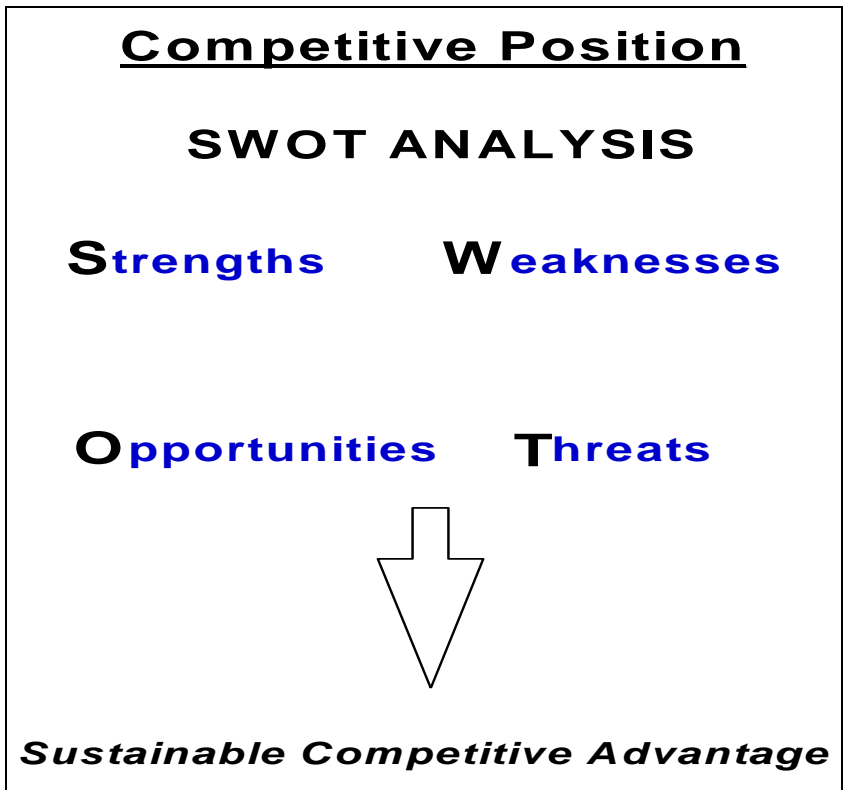 Competitive Position
SWOT ANALYSIS
Strengths Weaknesses
Opportunities Threats
Sustainable Competitive Advantage